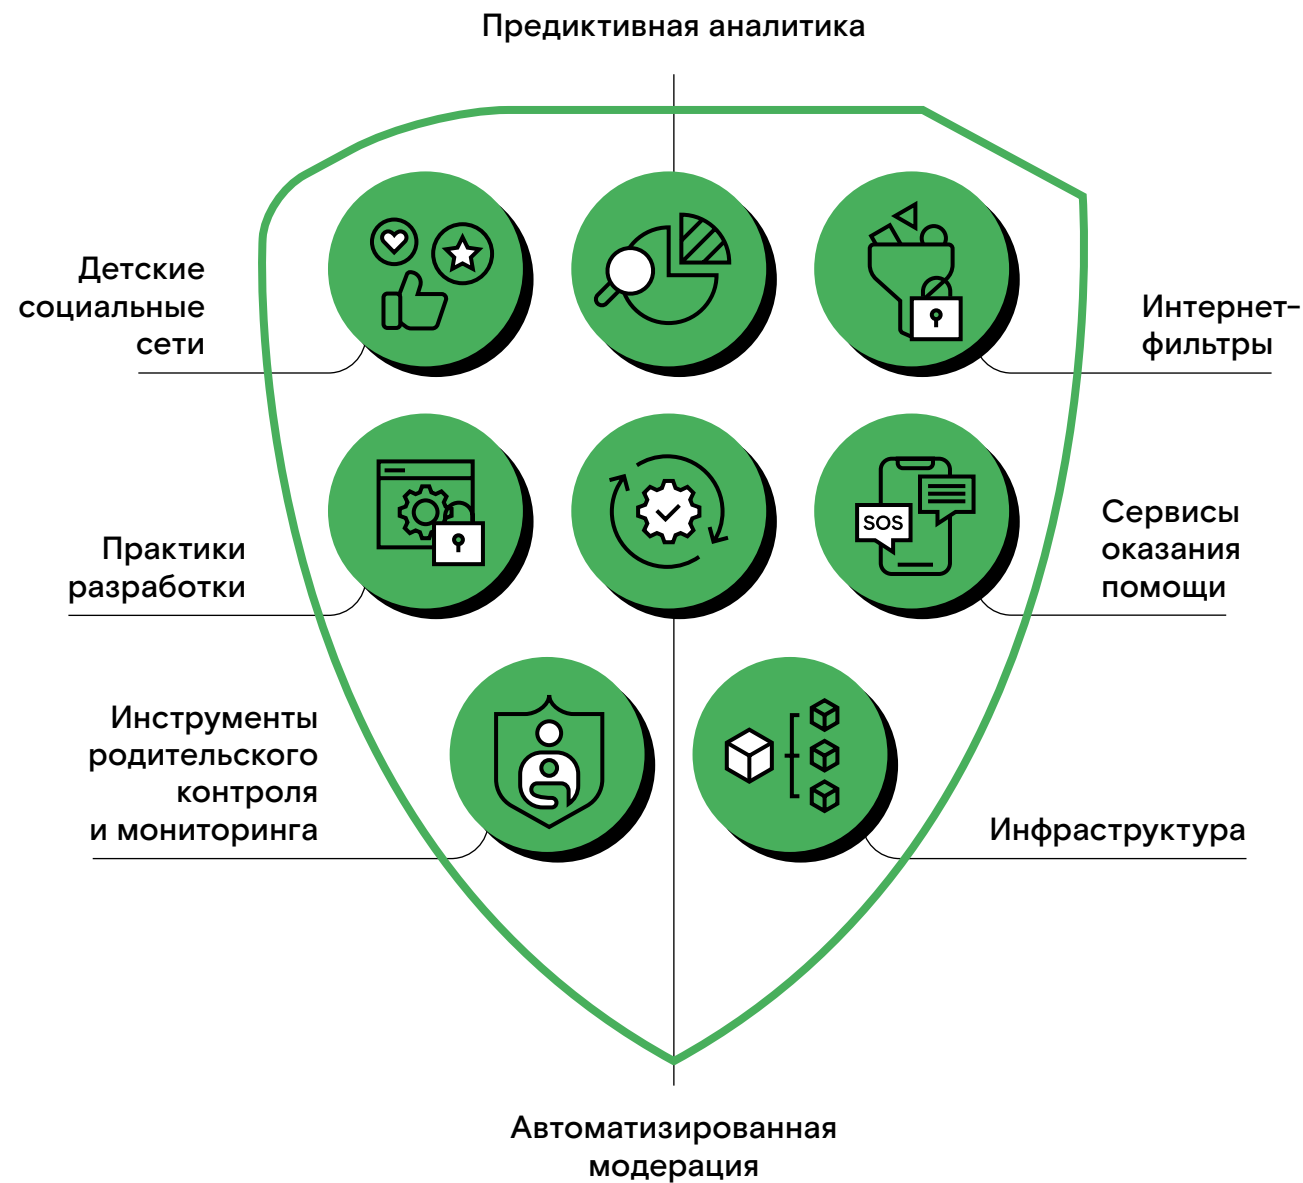 Предиктивная аналитика
Детские
социальные
сети
Интернет-
фильтры
Практики
разработки
SOS
Сервисы
оказания
помощи
Инструменты
родительского
контроля
и мониторинга
Инфраструктура
Автоматизированная
модерация